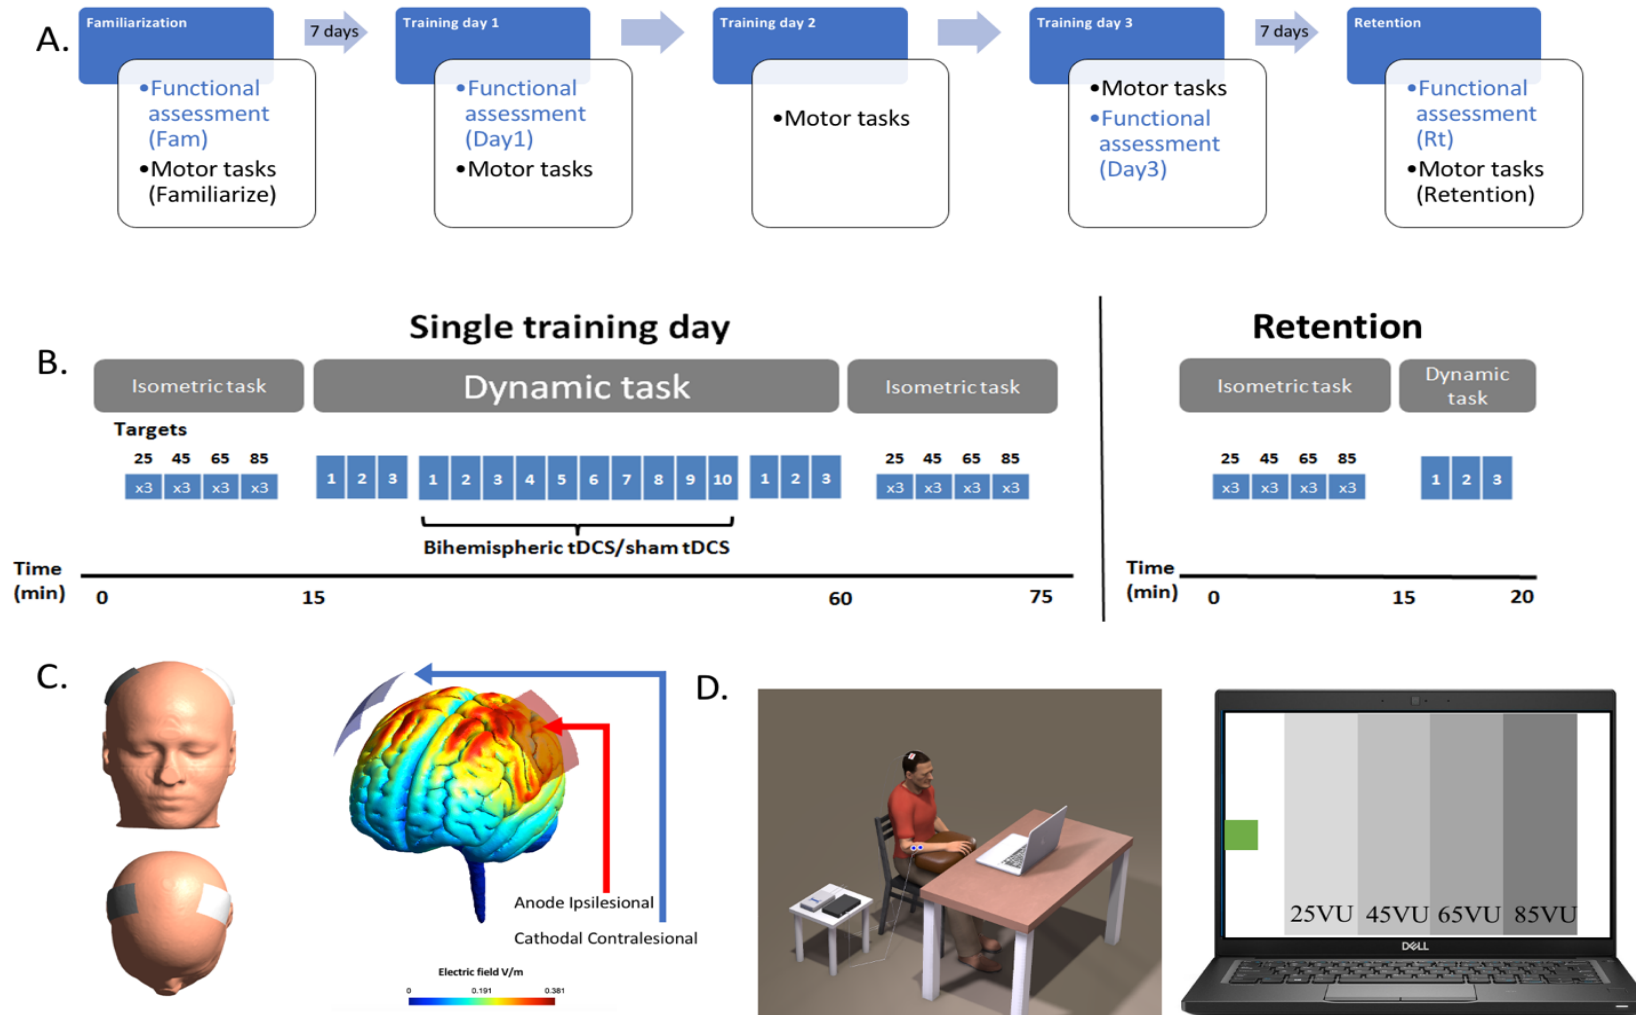 A.
Familiarization
7 days
Training day 1
Training day 2
Training day 3
7 days
Retention
•Functional
assessment
(Fam)
•Motor tasks
(Familiarize)
•Functional
assessment
(Day1)
•Motor tasks
•Motor tasks
•Motor tasks
•Functional
assessment
(Day3)
•Functional
assessment
(Rt)
•Motor tasks
(Retention)
B.
Single training day
Isometric task
Dynamic task
Isometric task
Targets
25 45 65 85
x3 x3 x3 x3
1 2 3
1 2 3 4 5 6 7 8 9 10
1 2 3
25 45 65 85
x3 x3 x3 x3
Bihemispheric tDCS/sham tDCS
Time
(min)
0 15 60 75
Retention
Isometric task
Dynamic
task
25 45 65 85
x3 x3 x3 x3
1 2 3
Time
(min)
0 15 20
C.
Anode Ipsilesional
Cathodal Contralesional
Electric field V/m
0 0.191 0.381
D.
25VU 45VU 65VU 85VU
DELL